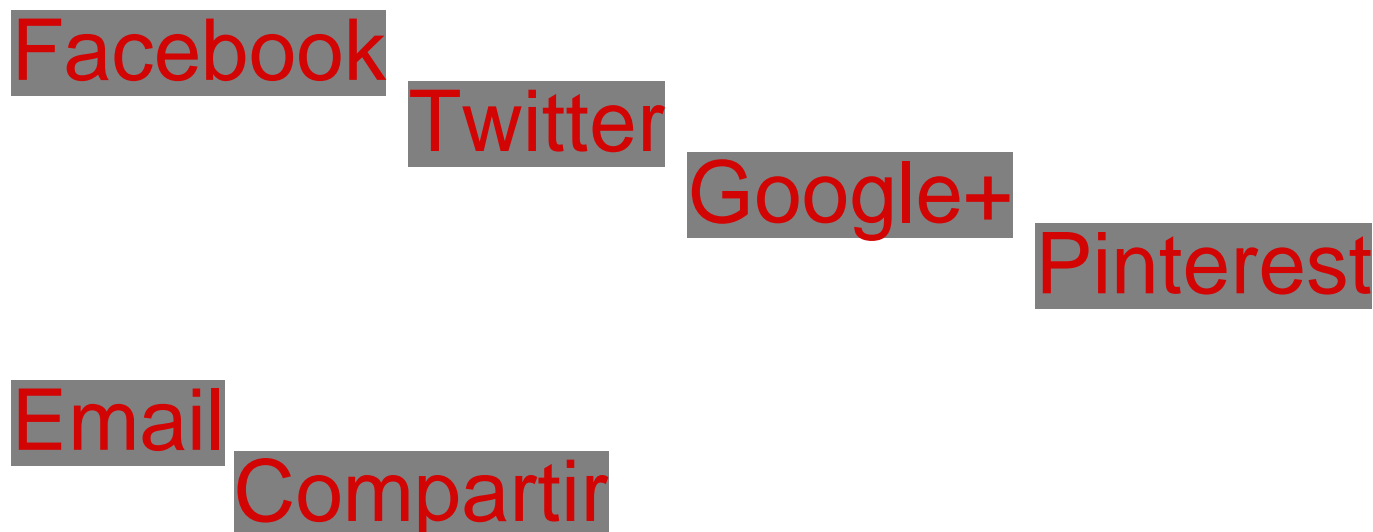 Facebook
Twitter
Google+
Pinterest
Email
Compartir